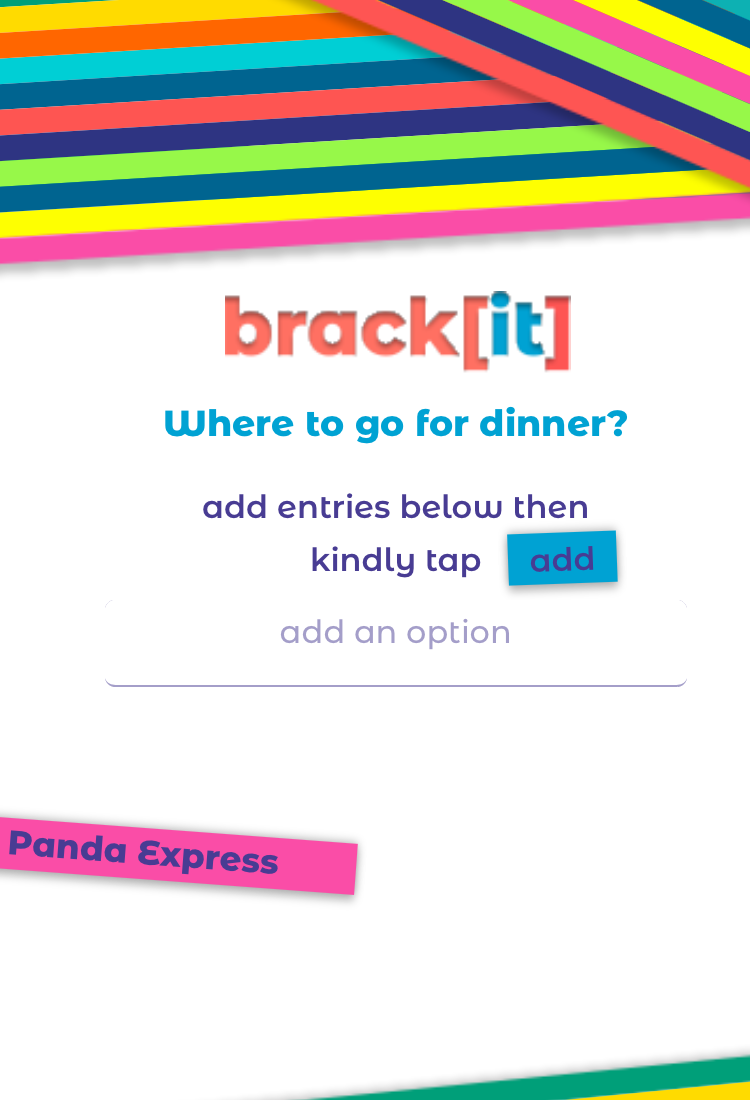 brack[it]
Where to go for dinner?
add entries below then
kindly tap add
add an option
Panda Express